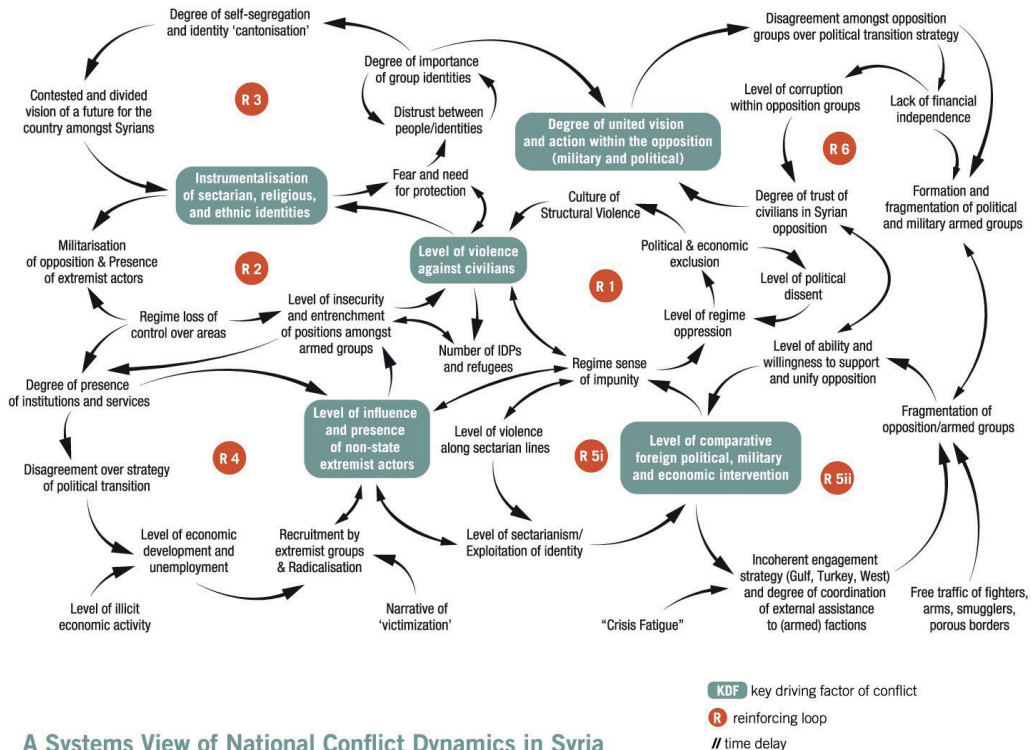 Degree of self-segregation
and identity ‘cantonisation’
Disagreement amongst opposition
groups over political transition strategy
Degree of importance
of group identities
Contested and divided
vision of a future for the
country amongst Syrians
R 3
Distrust between
people/identities
Level of corruption
within opposition groups
Lack of financial
independence
Degree of united vision
and action within the opposition
(military and political)
R 6
Instrumentalisation
of sectarian, religious,
and ethnic identities
Fear and need
for protection
Culture of
Structural Violence
Degree of trust of
civilians in Syrian
opposition
Formation and
fragmentation of political
and military armed groups
Militarisation
of opposition & Presence
of extremist actors
R 2
Level of violence
against civilians
Political & economic
exclusion
R 1
Level of political
dissent
Regime loss of
control over areas
Level of insecurity
and entrenchment
of positions amongst
armed groups
Level of regime
oppression
Number of IDPs
and refugees
Regime sense
of impunity
Level of ability and
willingness to support
and unify opposition
Degree of presence
of institutions and services
Level of influence
and presence
of non-state
extremist actors
Level of violence
along sectarian lines
R 5i
Level of comparative
foreign political, military
and economic intervention
R 5ii
Fragmentation of
opposition/armed groups
R 4
Disagreement over strategy
of political transition
Level of economic
development and
unemployment
Recruitment by
extremist groups
& Radicalisation
Level of sectarianism/
Exploitation of identity
Incoherent engagement
strategy (Gulf, Turkey, West)
and degree of coordination
of external assistance
to (armed) factions
Free traffic of fighters,
arms, smugglers,
porous borders
Level of illicit
economic activity
Narrative of
‘victimization’
“Crisis Fatigue”
KDF key driving factor of conflict
R reinforcing loop
// time delay
A Systems View of National Conflict Dynamics in Syria